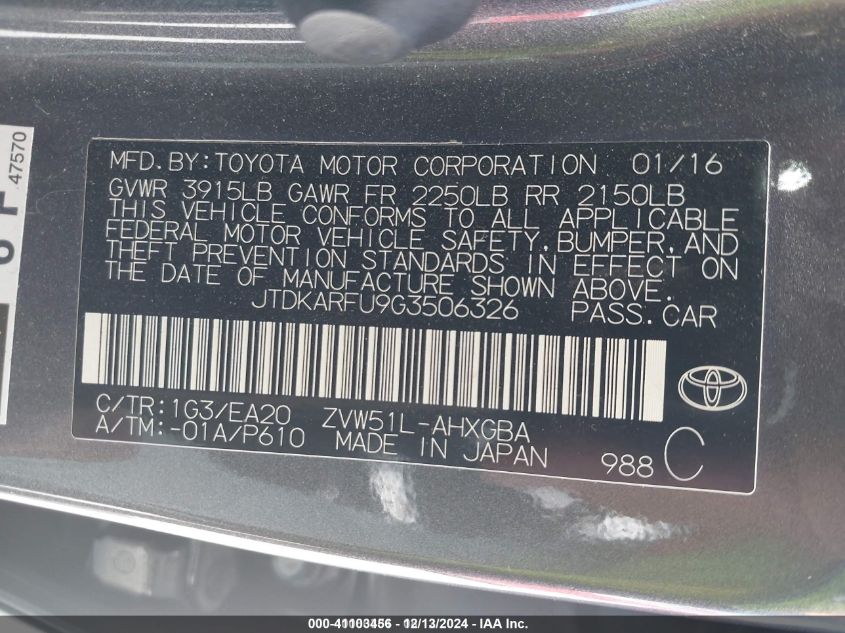 MFD.BY:TOYOTA MOTOR CORPORATION 01/16
GVWR 3915LB GAWR FR 2250LB RR 2150LB
THIS VEHICLE CONFORMS TO ALL APPLICABLE
FEDERAL MOTOR VEHICLE SAFETY,BUMPER,AND
THEFT PREVENTION STANDARDS IN EFFECT ON
THE DATE OF MANUFACTURE SHOWN ABOVE.
JTDKARFU9G3506326 PASS.CAR
C/TR:1G3/EA20 ZVW51L-AHXGBA
A/TM:-01A/P610 MADE IN JAPAN 988 C
47570
000-41103456 - 12/13/2024 - IAA Inc.